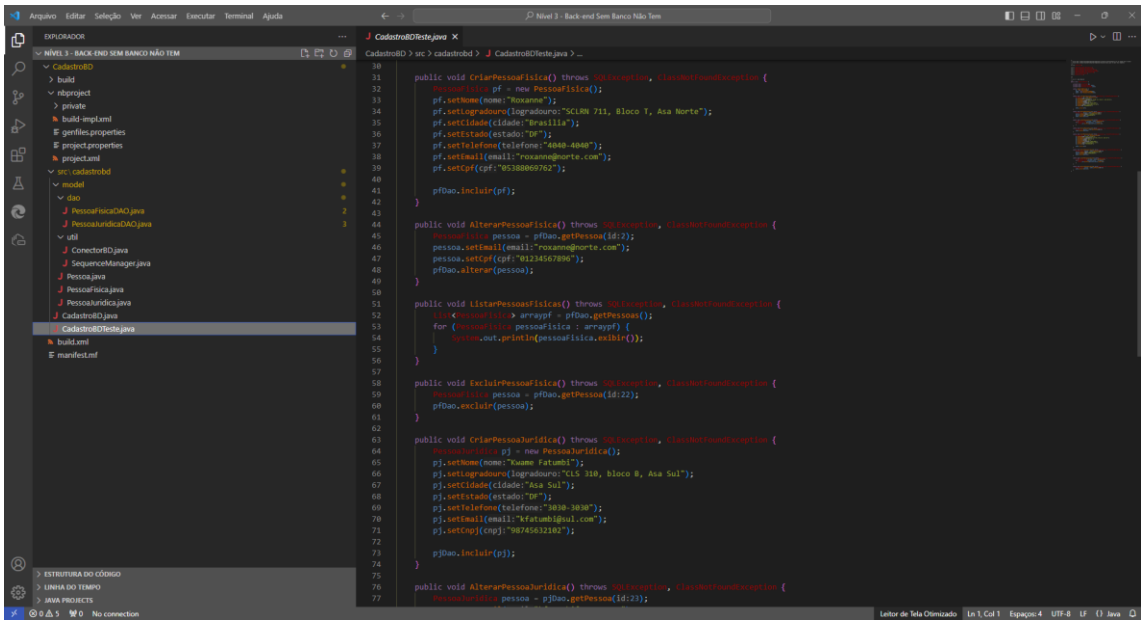 Arquivo Editar Seleção Ver Acessar Executar Terminal Ajuda
Nível 3 - Back-end Sem Banco Não Tem
EXPLORADOR
NÍVEL 3 - BACK-END SEM BANCO NÃO TEM
CadastroBD
build
nbproject
private
build-impl.xml
genfiles.properties
project.properties
project.xml
src\cadastrobd
model
dao
PessoaFisicaDAO.java 2
PessoaJuridicaDAO.java 3
util
ConectorBD.java
SequenceManager.java
Pessoa.java
PessoaFisica.java
PessoaJuridica.java
CadastroBD.java
CadastroBDTeste.java
build.xml
manifest.mf
ESTRUTURA DO CÓDIGO
LINHA DO TEMPO
JAVA PROJECTS
CadastroBDTeste.java
CadastroBD > src > cadastrobd > CadastroBDTeste.java > ...
30
31 public void CriarPessoaFisica() throws SQLException, ClassNotFoundException {
32 PessoaFisica pf = new PessoaFisica();
33 pf.setNome(nome:"Roxanne");
34 pf.setLogradouro(logradouro:"SCLRN 711, Bloco T, Asa Norte");
35 pf.setCidade(cidade:"Brasilia");
36 pf.setEstado(estado:"DF");
37 pf.setTelefone(telefone:"4040-4040");
38 pf.setEmail(email:"roxanne@norte.com");
39 pf.setCpf(cpf:"05388069762");
40
41 pfDao.incluir(pf);
42 }
43
44 public void AlterarPessoaFisica() throws SQLException, ClassNotFoundException {
45 PessoaFisica pessoa = pfDao.getPessoa(id:2);
46 pessoa.setEmail(email:"roxanne@norte.com");
47 pessoa.setCpf(cpf:"01234567896");
48 pfDao.alterar(pessoa);
49 }
50
51 public void ListarPessoasFisicas() throws SQLException, ClassNotFoundException {
52 List<PessoaFisica> arraypf = pfDao.getPessoas();
53 for (PessoaFisica pessoaFisica : arraypf) {
54 System.out.println(pessoaFisica.exibir());
55 }
56 }
57
58 public void ExcluirPessoaFisica() throws SQLException, ClassNotFoundException {
59 PessoaFisica pessoa = pfDao.getPessoa(id:22);
60 pfDao.excluir(pessoa);
61 }
62
63 public void CriarPessoaJuridica() throws SQLException, ClassNotFoundException {
64 PessoaJuridica pj = new PessoaJuridica();
65 pj.setNome(nome:"Kwame Fatumbi");
66 pj.setLogradouro(logradouro:"CLS 310, bloco B, Asa Sul");
67 pj.setCidade(cidade:"Asa Sul");
68 pj.setEstado(estado:"DF");
69 pj.setTelefone(telefone:"3030-3030");
70 pj.setEmail(email:"kfatumbi@sul.com");
71 pj.setCnpj(cnpj:"98745632102");
72
73 pjDao.incluir(pj);
74 }
75
76 public void AlterarPessoaJuridica() throws SQLException, ClassNotFoundException {
77 PessoaJuridica pessoa = pjDao.getPessoa(id:23);
0 5 0 No connection
Leitor de Tela Otimizado Ln 1, Col 1 Espaços: 4 UTF-8 LF {} Java